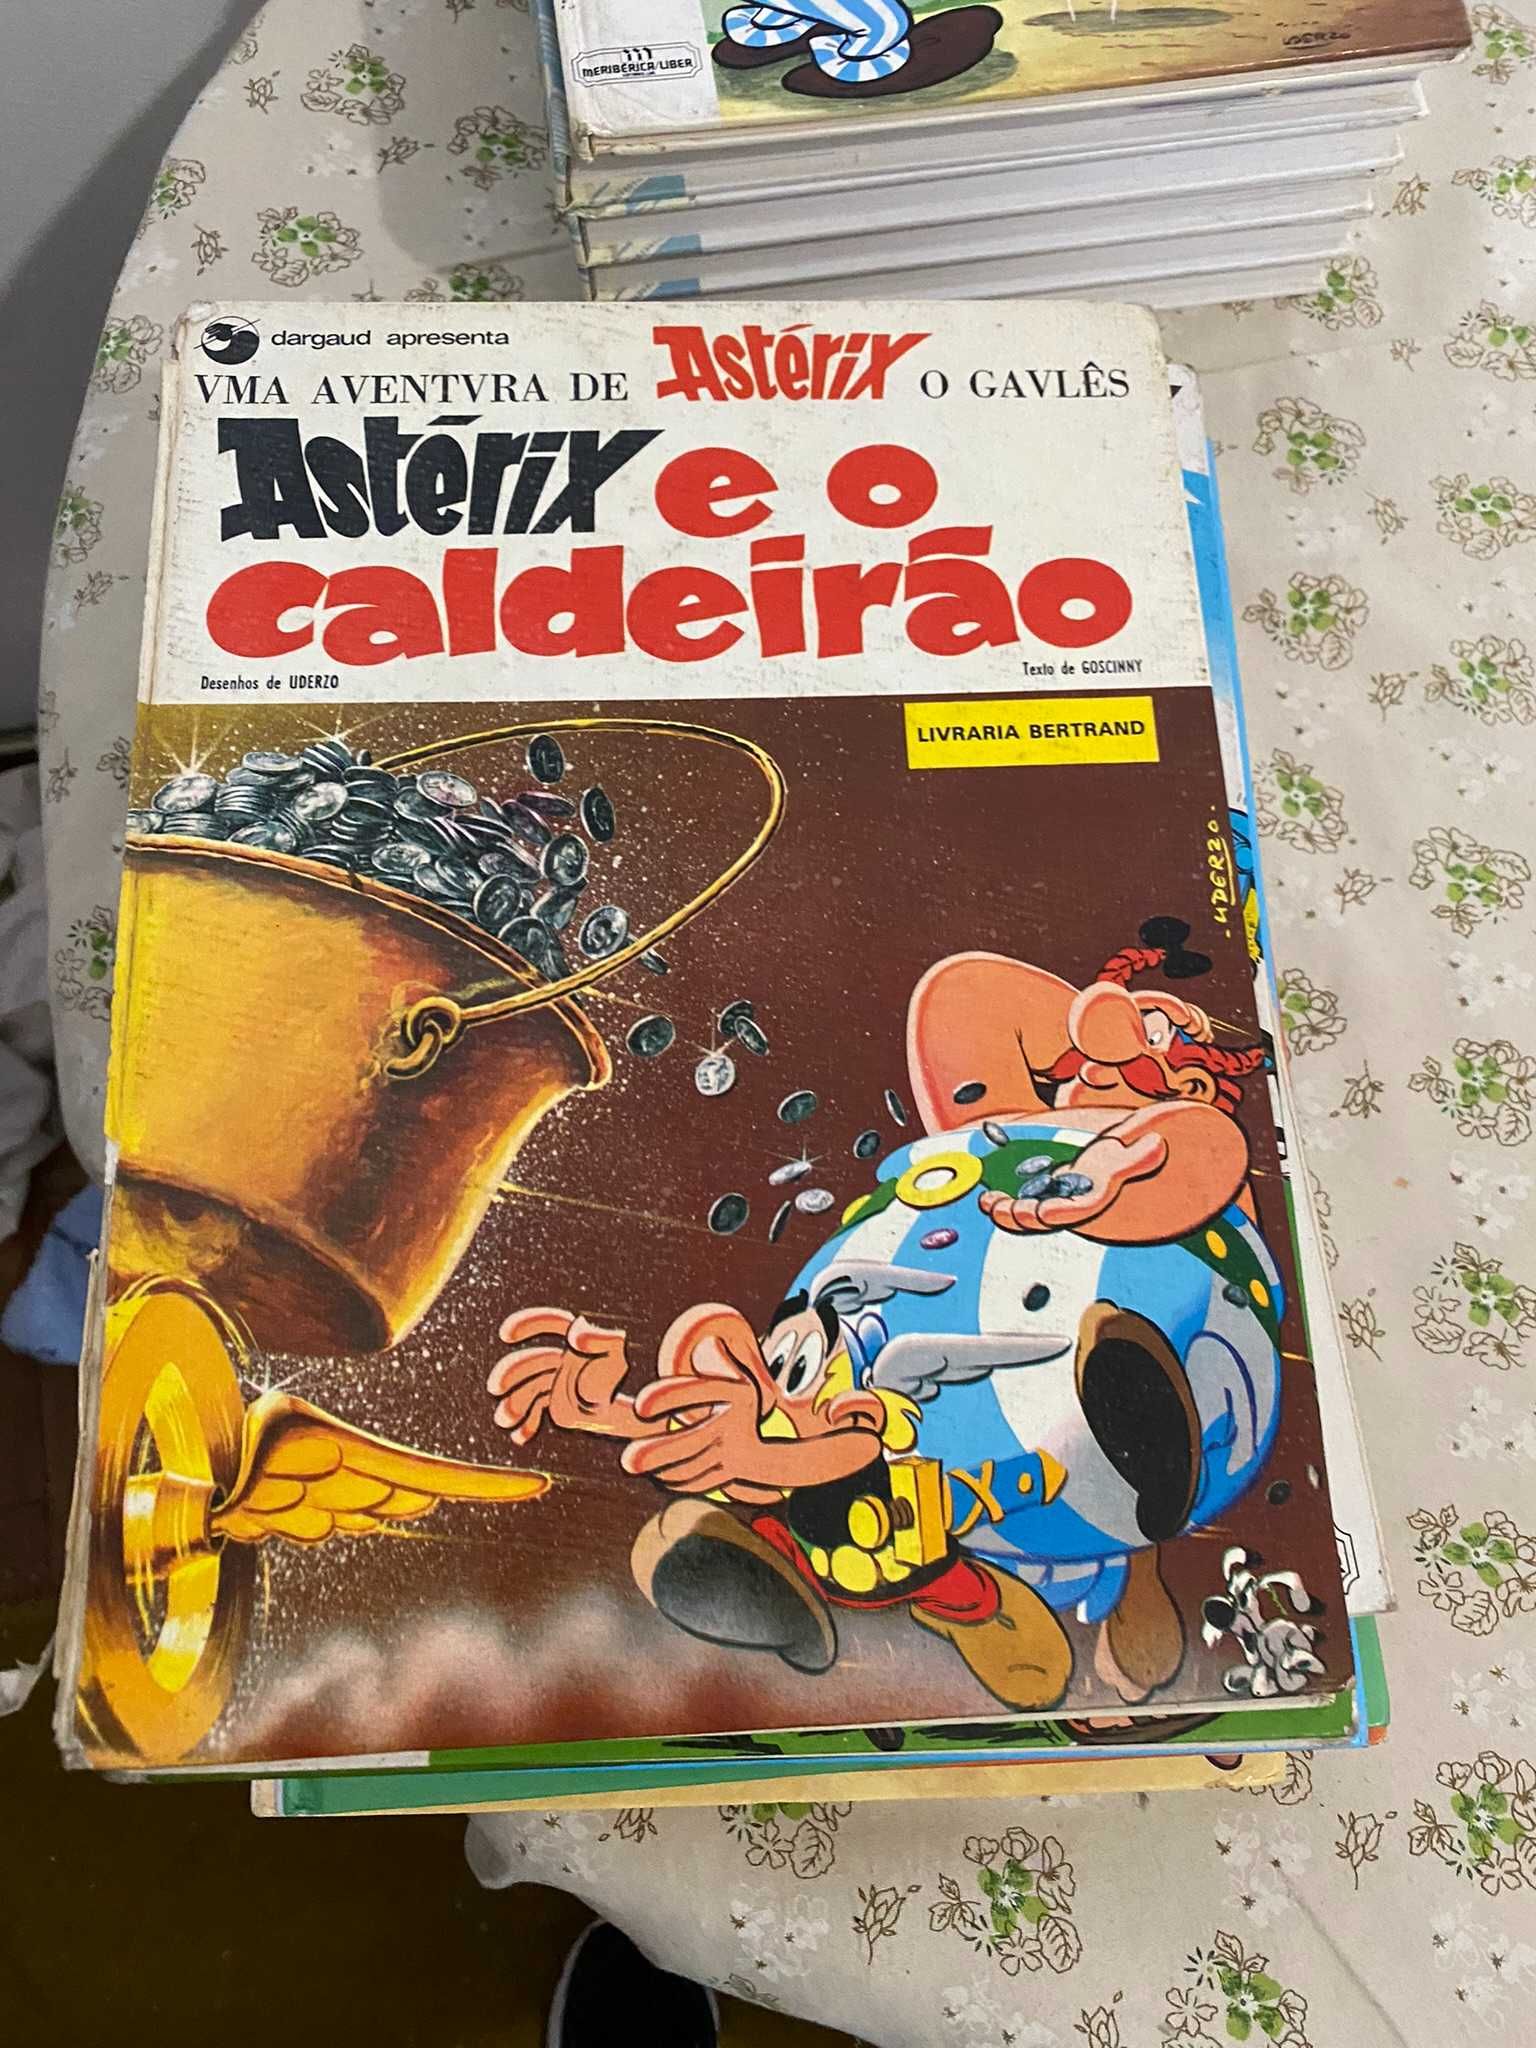 MERIBÉRICA/LIBER
UDERZO
dargaud apresenta
VMA AVENTVRA DE Astérix O GAVLÊS
Astérix e o
caldeirão
Desenhos de UDERZO
Texto de GOSCINNY
LIVRARIA BERTRAND
UDERZO